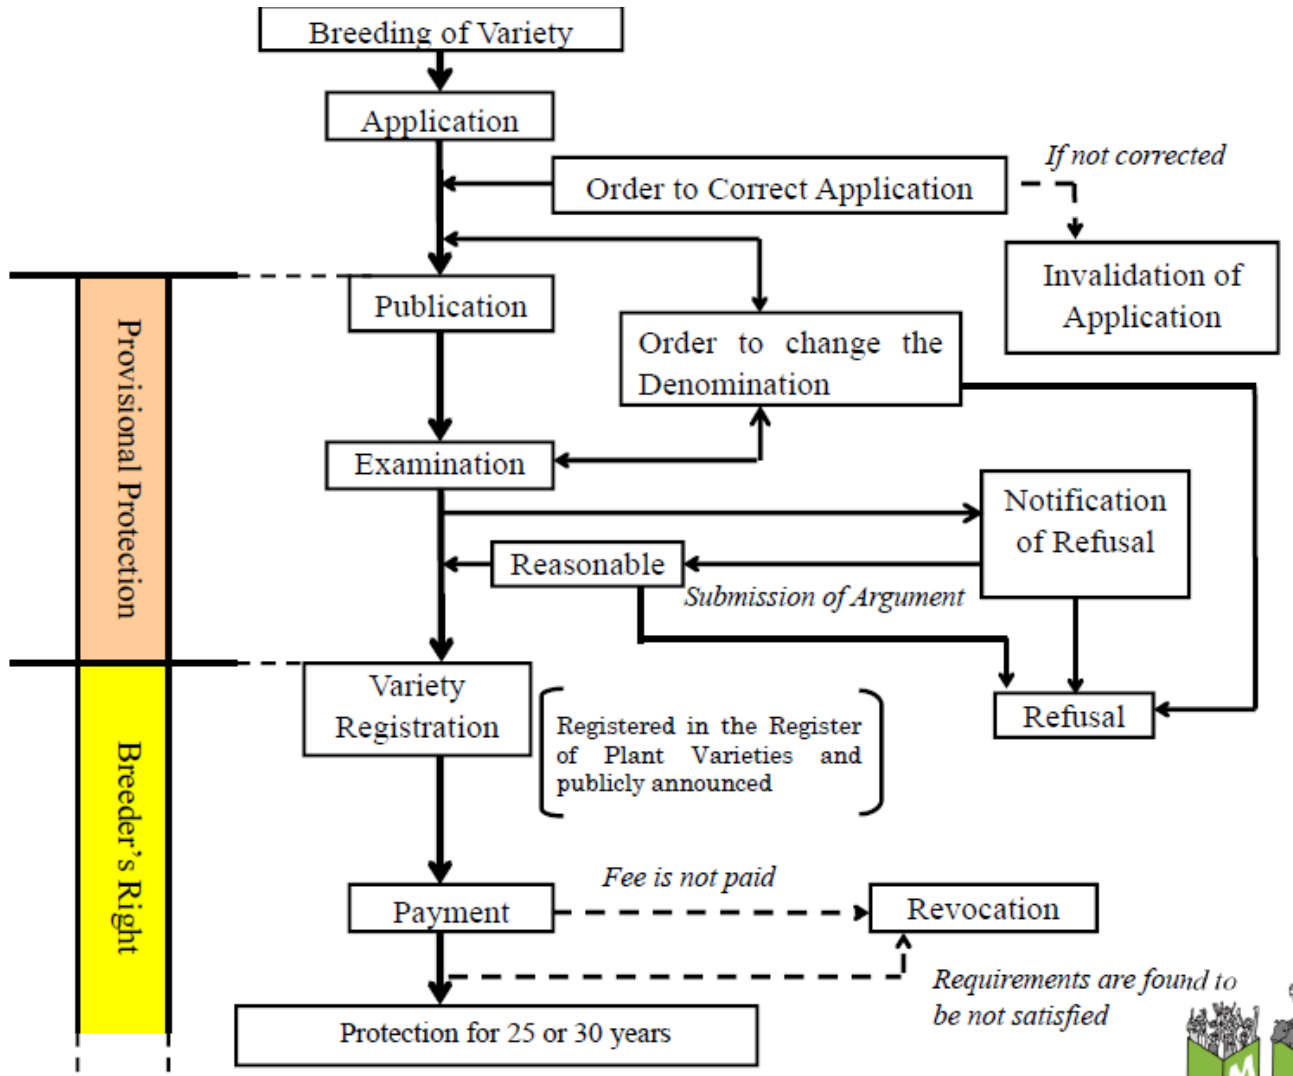 Breeding of Variety
Application
If not corrected
Order to Correct Application
Invalidation of
Application
Publication
Order to change the
Denomination
Provisional Protection
Examination
Notification
of Refusal
Reasonable
Submission of Argument
Variety
Registration
Refusal
Registered in the Register
of Plant Varieties and
publicly announced
Breeder's Right
Fee is not paid
Payment
Revocation
Requirements are found to
be not satisfied
Protection for 25 or 30 years
M